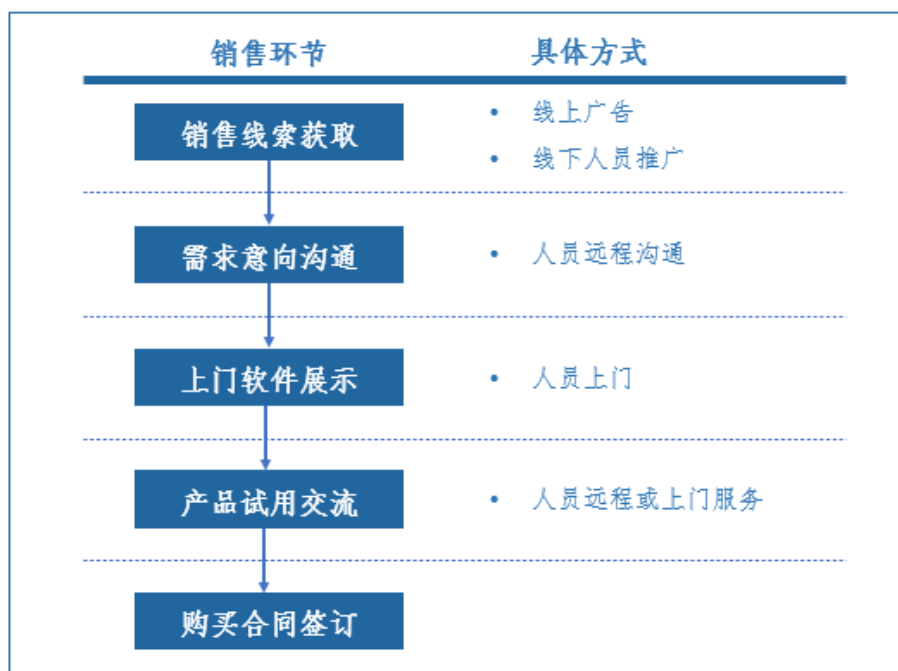 销售环节 具体方式
销售线索获取
• 线上广告
• 线下人员推广
需求意向沟通
• 人员远程沟通
上门软件展示
• 人员上门
产品试用交流
• 人员远程或上门服务
购买合同签订